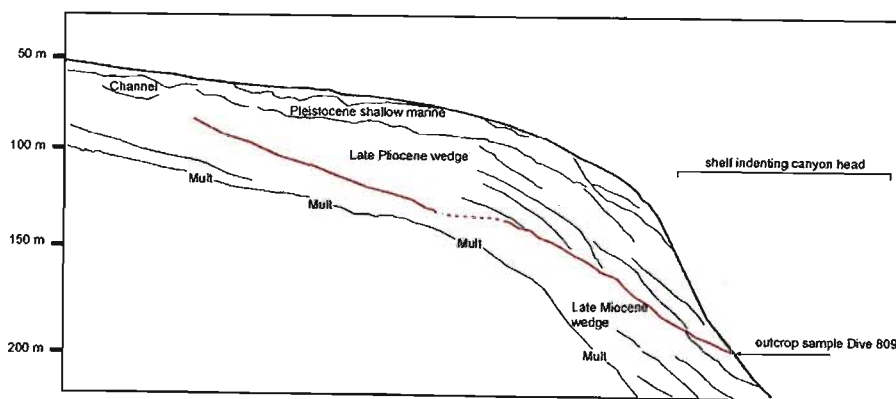 50 m
Channel
Pleistocene shallow marine
100 m
Late Pliocene wedge
shelf indenting canyon head
Mult
Mult
150 m
Mult
Late Miocene
wedge
200 m
Mult
outcrop sample Dive 809